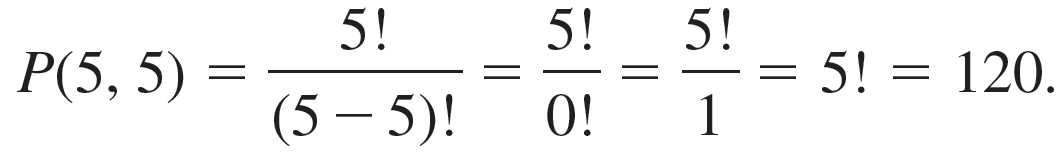 P(5, 5) = 5!/(5 − 5)! = 5!/0! = 5!/1 = 5! = 120.